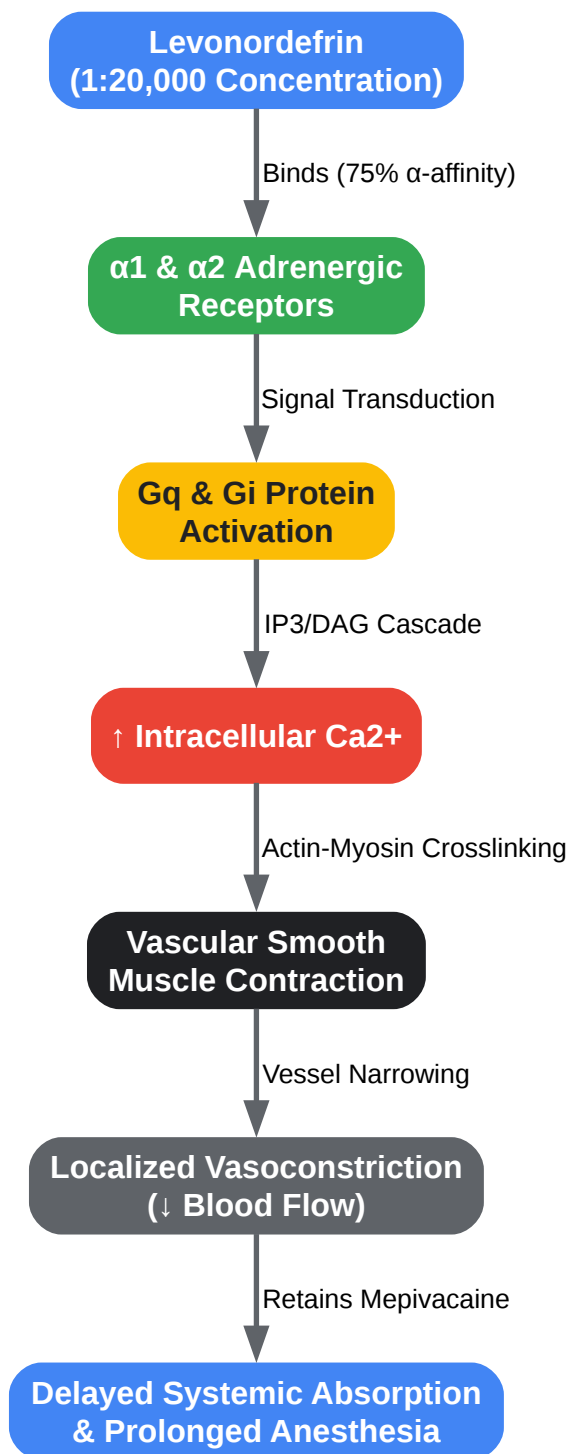 Levonordefrin
(1:20,000 Concentration)
Binds (75% α-affinity)
α1 & α2 Adrenergic
Receptors
Signal Transduction
Gq & Gi Protein
Activation
IP3/DAG Cascade
↑ Intracellular Ca2+
Actin-Myosin Crosslinking
Vascular Smooth
Muscle Contraction
Vessel Narrowing
Localized Vasoconstriction
(↓ Blood Flow)
Retains Mepivacaine
Delayed Systemic Absorption
& Prolonged Anesthesia